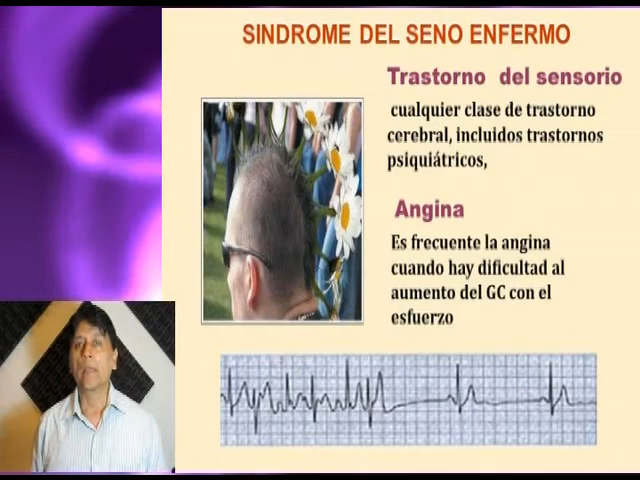 SINDROME DEL SENO ENFERMO
Trastorno del sensorio
cualquier clase de trastorno
cerebral, incluidos trastornos
psiquiátricos,
Angina
Es frecuente la angina
cuando hay dificultad al
aumento del GC con el
esfuerzo